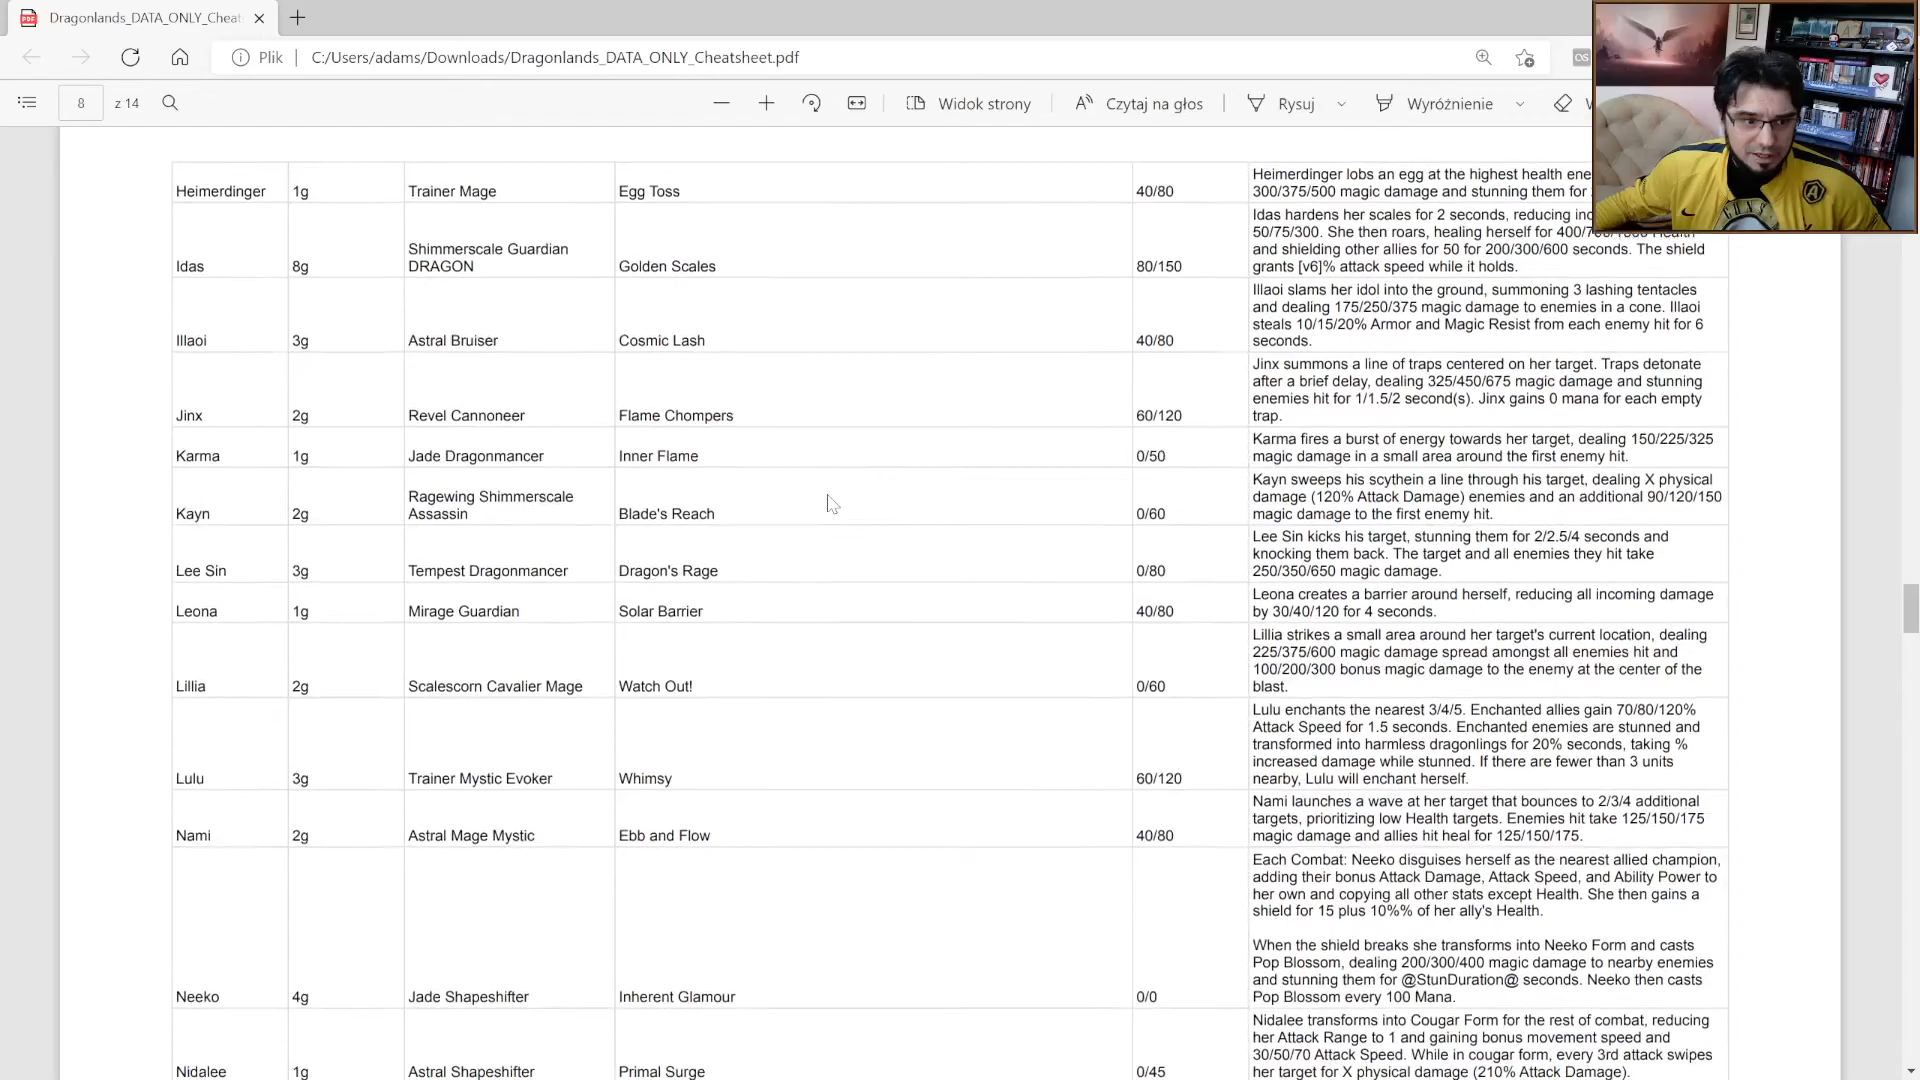 Dragonlands_DATA_ONLY_Cheat
Plik
C:/Users/adams/Downloads/Dragonlands_DATA_ONLY_Cheatsheet.pdf
8
z 14
Widok strony
Czytaj na głos
Rysuj
Wyróżnienie
Heimerdinger 1g Trainer Mage Egg Toss 40/80
Heimerdinger lobs an egg at the highest health
300/375/500 magic damage and stunning them for
Idas 8g
Shimmerscale Guardian
DRAGON
Golden Scales 80/150
Idas hardens her scales for 2 seconds, reducing
50/75/300. She then roars, healing herself for
and shielding other allies for 50 for 200/300/600 seconds. The shield
grants [v6]% attack speed while it holds.
Illaoi 3g Astral Bruiser Cosmic Lash 40/80
Illaoi slams her idol into the ground, summoning 3 lashing tentacles
and dealing 175/250/375 magic damage to enemies in a cone. Illaoi
steals 10/15/20% Armor and Magic Resist from each enemy hit for 6
seconds.
Jinx 2g Revel Cannoneer Flame Chompers 60/120
Jinx summons a line of traps centered on her target. Traps detonate
after a brief delay, dealing 325/450/675 magic damage and stunning
enemies hit for 1/1.5/2 second(s). Jinx gains 0 mana for each empty
trap.
Karma 1g Jade Dragonmancer Inner Flame 0/50
Karma fires a burst of energy towards her target, dealing 150/225/325
magic damage in a small area around the first enemy hit.
Kayn 2g
Ragewing Shimmerscale
Assassin
Blade's Reach 0/60
Kayn sweeps his scythein a line through his target, dealing X physical
damage (120% Attack Damage) enemies and an additional 90/120/150
magic damage to the first enemy hit.
Lee Sin 3g Tempest Dragonmancer Dragon's Rage 0/80
Lee Sin kicks his target, stunning them for 2/2.5/4 seconds and
knocking them back. The target and all enemies they hit take
250/350/650 magic damage.
Leona 1g Mirage Guardian Solar Barrier 40/80
Leona creates a barrier around herself, reducing all incoming damage
by 30/40/120 for 4 seconds.
Lillia 2g Scalescorn Cavalier Mage Watch Out! 0/60
Lillia strikes a small area around her target's current location, dealing
225/375/600 magic damage spread amongst all enemies hit and
100/200/300 bonus magic damage to the enemy at the center of the
blast.
Lulu 3g Trainer Mystic Evoker Whimsy 60/120
Lulu enchants the nearest 3/4/5. Enchanted allies gain 70/80/120%
Attack Speed for 1.5 seconds. Enchanted enemies are stunned and
transformed into harmless dragonlings for 20% seconds, taking %
increased damage while stunned. If there are fewer than 3 units
nearby, Lulu will enchant herself.
Nami 2g Astral Mage Mystic Ebb and Flow 40/80
Nami launches a wave at her target that bounces to 2/3/4 additional
targets, prioritizing low Health targets. Enemies hit take 125/150/175
magic damage and allies hit heal for 125/150/175.
Neeko 4g Jade Shapeshifter Inherent Glamour 0/0
Each Combat: Neeko disguises herself as the nearest allied champion,
adding their bonus Attack Damage, Attack Speed, and Ability Power to
her own and copying all other stats except Health. She then gains a
shield for 15 plus 10%% of her ally's Health.
When the shield breaks she transforms into Neeko Form and casts
Pop Blossom, dealing 200/300/400 magic damage to nearby enemies
and stunning them for @StunDuration@ seconds. Neeko then casts
Pop Blossom every 100 Mana.
Nidalee 1g Astral Shapeshifter Primal Surge 0/45
Nidalee transforms into Cougar Form for the rest of combat, reducing
her Attack Range to 1 and gaining bonus movement speed and
30/50/70 Attack Speed. While in cougar form, every 3rd attack swipes
her target for X physical damage (210% Attack Damage).